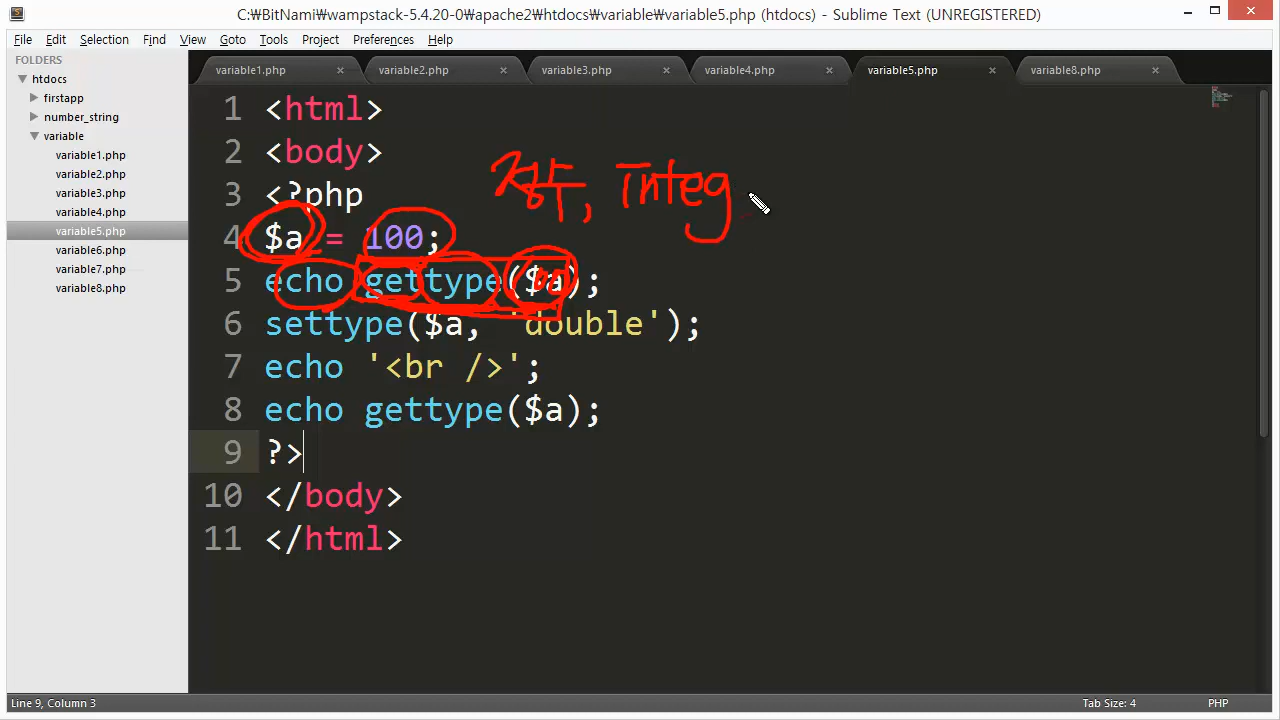 C:₩BitNami₩wampstack-5.4.20-0₩apache2₩htdocs₩variable₩variable5.php (htdocs) - Sublime Text (UNREGISTERED)
File Edit Selection Find View Goto Tools Project Preferences Help
FOLDERS
htdocs
firstapp
number_string
variable
variable1.php
variable2.php
variable3.php
variable4.php
variable5.php
variable6.php
variable7.php
variable8.php
variable1.php × variable2.php × variable3.php × variable4.php × variable5.php × variable8.php ×
1 <html>
2 <body>
3 <?php
, integ
4 $a = 100;
5 echo gettype($a);
6 settype($a, 'double');
7 echo '<br />';
8 echo gettype($a);
9 ?>
10 </body>
11 </html>
Line 9, Column 3 Tab Size: 4 PHP